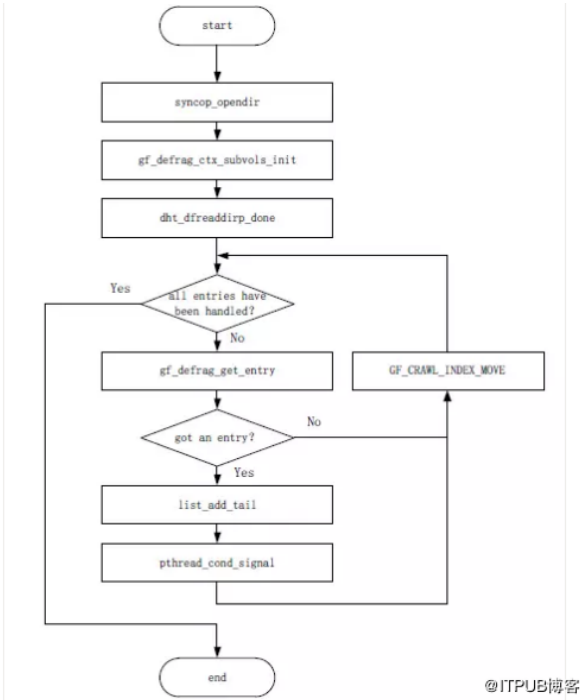 start
syncop_opendir
gf_defrag_ctx_subvols_init
dht_dfreaddirp_done
Yes
all entries have
been handled?
No
gf_defrag_get_entry
GF_CRAWL_INDEX_MOVE
got an entry?
No
Yes
list_add_tail
pthread_cond_signal
end
@ITPUB博客